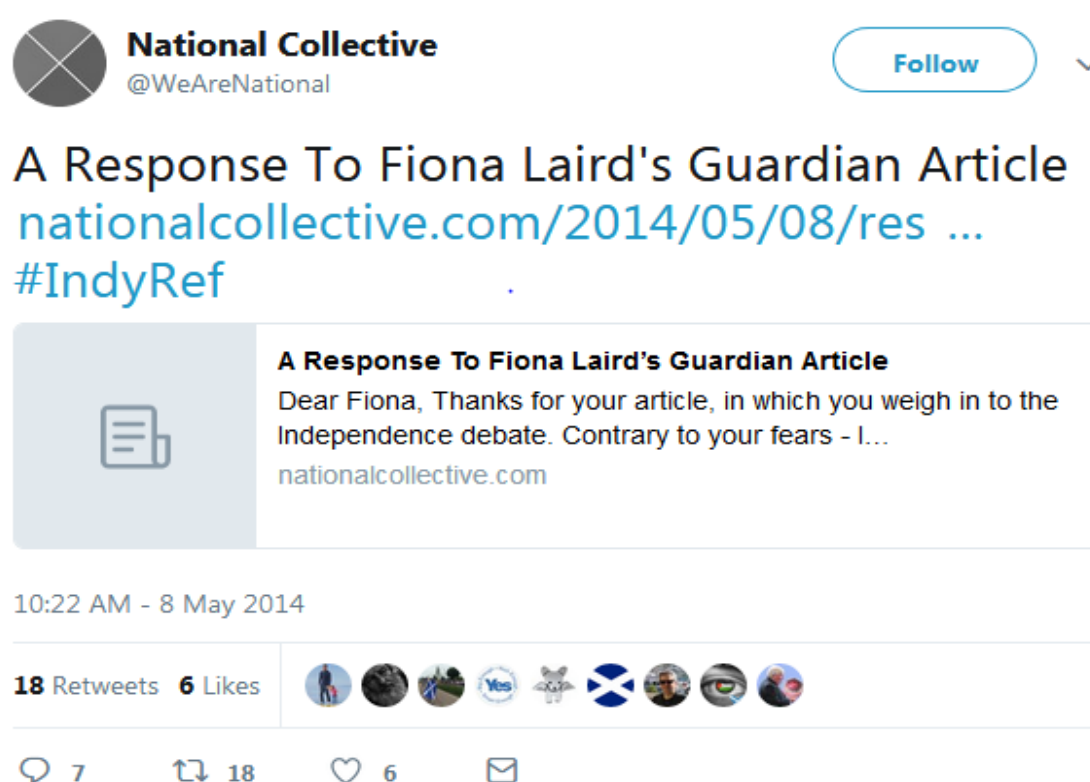 National Collective
@WeAreNational
Follow
A Response To Fiona Laird's Guardian Article
nationalcollective.com/2014/05/08/res ...
#IndyRef
A Response To Fiona Laird’s Guardian Article
Dear Fiona, Thanks for your article, in which you weigh in to the
Independence debate. Contrary to your fears - I...
nationalcollective.com
10:22 AM - 8 May 2014
18 Retweets 6 Likes
Yes
7 18 6